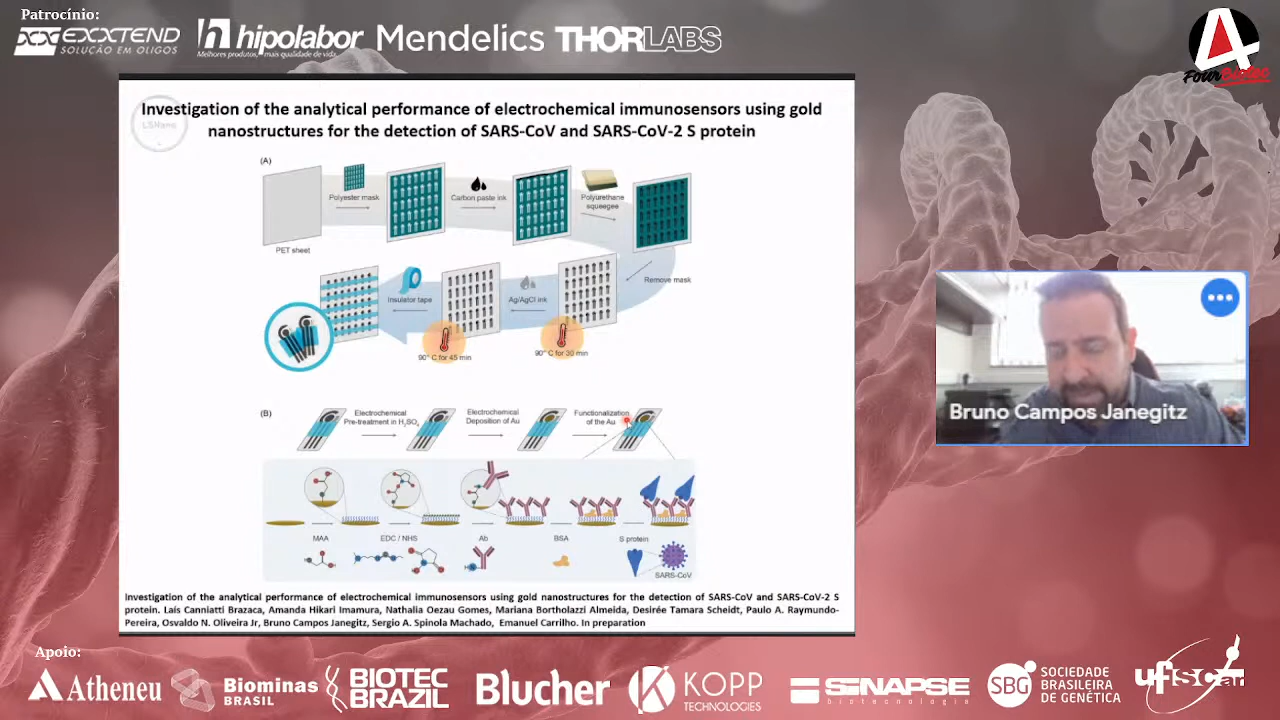 Patrocínio:
EXXTEND
SOLUÇÃO EM OLIGOS
hipolabor
Melhores produtos, mais qualidade de vida.
Mendelics
THORLABS
FourBiotec
LSNano
Investigation of the analytical performance of electrochemical immunosensors using gold
nanostructures for the detection of SARS-CoV and SARS-CoV-2 S protein
(A)
PET sheet
Polyester mask
Carbon paste ink
Polyurethane
squeegee
Remove mask
Ag/AgCl ink
Insulator tape
90° C for 45 min
90° C for 30 min
(B)
Electrochemical
Pre-treatment in H2SO4
Electrochemical
Deposition of Au
Functionalization
of the Au
MAA
EDC / NHS
Ab
BSA
S protein
SARS-CoV
Investigation of the analytical performance of electrochemical immunosensors using gold nanostructures for the detection of SARS-CoV and SARS-CoV-2 S
protein. Laís Canniatti Brazaca, Amanda Hikari Imamura, Nathalia Oezau Gomes, Mariana Bortholazzi Almeida, Desirée Tamara Scheidt, Paulo A. Raymundo-
Pereira, Osvaldo N. Oliveira Jr, Bruno Campos Janegitz, Sergio A. Spinola Machado, Emanuel Carrilho. In preparation
Bruno Campos Janegitz
Apoio:
Atheneu
Biominas
BRASIL
BIOTEC
BRAZIL
Blucher
KOPP
TECHNOLOGIES
SINAPSE
biotecnologia
SBG
SOCIEDADE
BRASILEIRA
DE GENÉTICA
ufscar